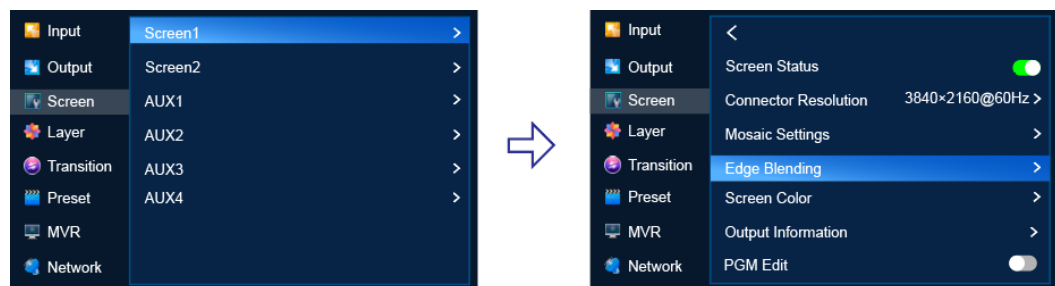 Input
Output
Screen
Layer
Transition
Preset
MVR
Network
Screen1 >
Screen2 >
AUX1 >
AUX2 >
AUX3 >
AUX4 >
Input
Output
Screen
Layer
Transition
Preset
MVR
Network
<
Screen Status
Connector Resolution 3840×2160@60Hz >
Mosaic Settings >
Edge Blending >
Screen Color >
Output Information >
PGM Edit